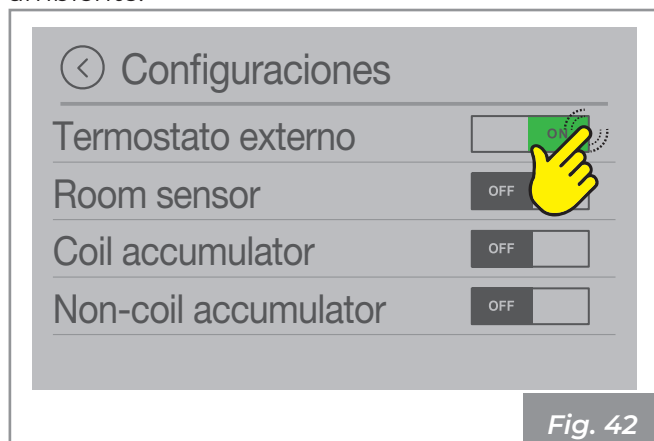 Configuraciones
Termostato externo ON
Room sensor OFF
Coil accumulator OFF
Non-coil accumulator OFF
Fig. 42